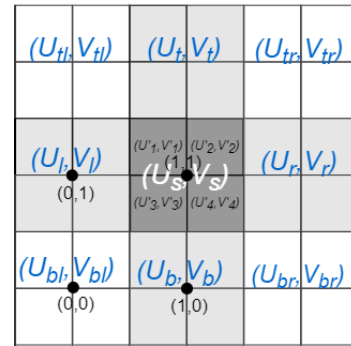 (U_tl,V_tl) (U_t,V_t) (U_tr,V_tr)
(U'_1,V'_1) (U'_2,V'_2)
(U_l,V_l) (1,1) (U_r,V_r)
(U_s,V_s)
(0,1) (U'_3,V'_3) (U'_4,V'_4)
(U_bl,V_bl) (U_b,V_b) (U_br,V_br)
(0,0) (1,0)